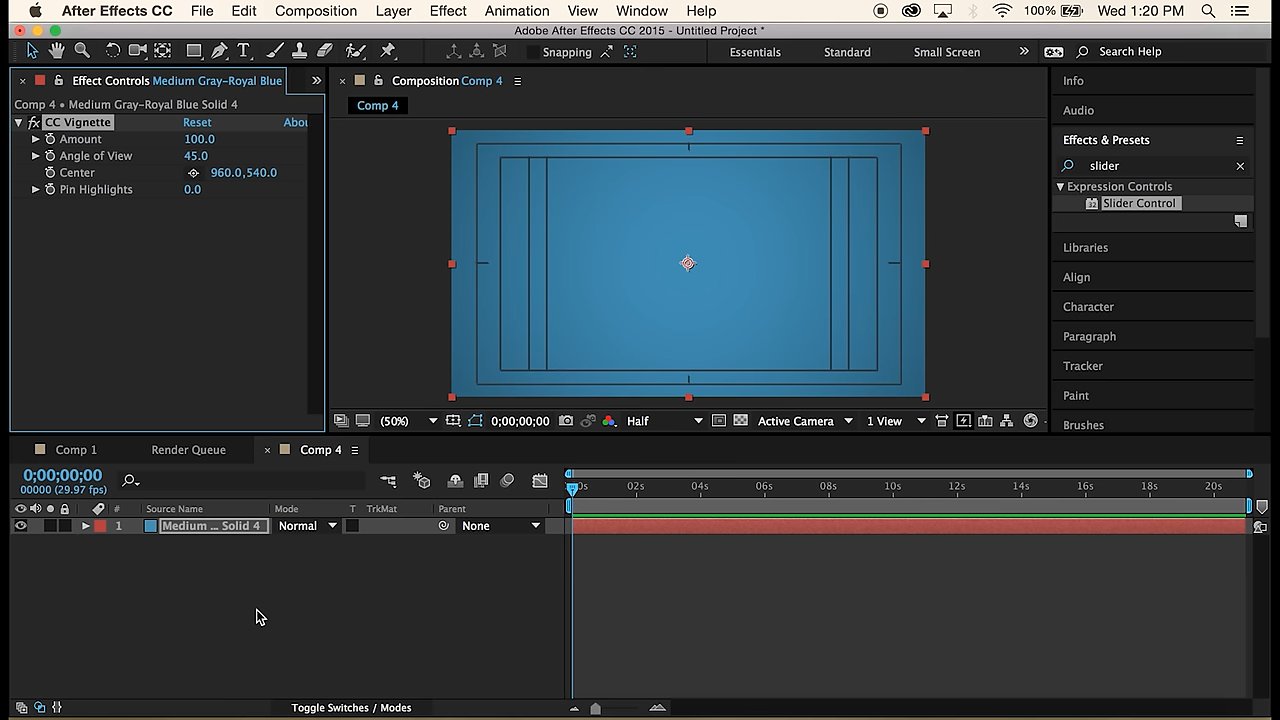 After Effects CC File Edit Composition Layer Effect Animation View Window Help 100% Wed 1:20 PM
Adobe After Effects CC 2015 - Untitled Project *
T Snapping Essentials Standard Small Screen » Search Help
× Effect Controls Medium Gray-Royal Blue »
Comp 4 • Medium Gray-Royal Blue Solid 4
fx CC Vignette Reset Abou
Amount 100.0
Angle of View 45.0
Center 960.0,540.0
Pin Highlights 0.0
× Composition Comp 4
Comp 4
(50%) 0;00;00;00 Half Active Camera 1 View
Info
Audio
Effects & Presets
slider ×
Expression Controls
32 Slider Control
Libraries
Align
Character
Paragraph
Tracker
Paint
Brushes
Comp 1 Render Queue × Comp 4
0;00;00;00
00000 (29.97 fps)
0s 02s 04s 06s 08s 10s 12s 14s 16s 18s 20s
# Source Name Mode T TrkMat Parent
1 Medium ... Solid 4 Normal None
Toggle Switches / Modes